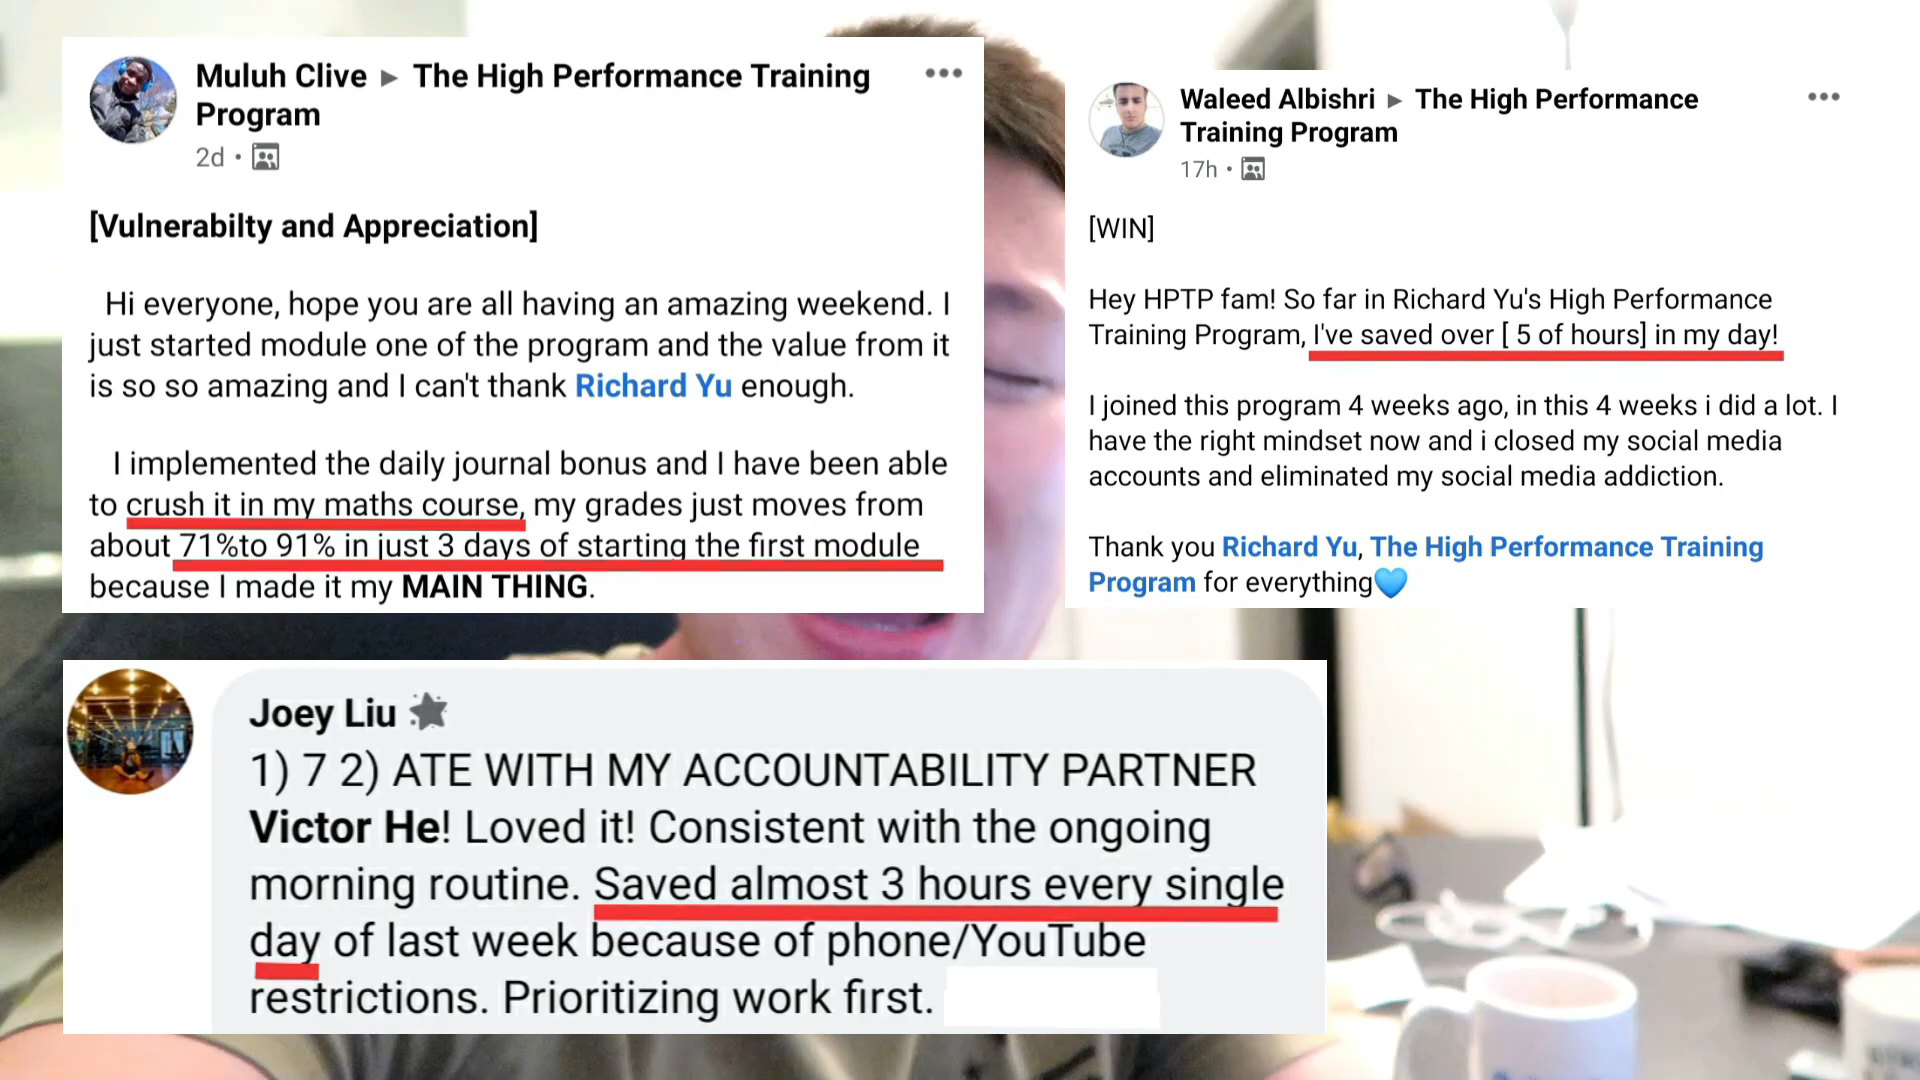 Muluh Clive ▸ The High Performance Training
Program
2d •
[Vulnerabilty and Appreciation]
Hi everyone, hope you are all having an amazing weekend. I
just started module one of the program and the value from it
is so so amazing and I can't thank Richard Yu enough.
I implemented the daily journal bonus and I have been able
to crush it in my maths course, my grades just moves from
about 71%to 91% in just 3 days of starting the first module
because I made it my MAIN THING.
Waleed Albishri ▸ The High Performance
Training Program
17h •
[WIN]
Hey HPTP fam! So far in Richard Yu's High Performance
Training Program, I've saved over [ 5 of hours] in my day!
I joined this program 4 weeks ago, in this 4 weeks i did a lot. I
have the right mindset now and i closed my social media
accounts and eliminated my social media addiction.
Thank you Richard Yu, The High Performance Training
Program for everything💙
Joey Liu
1) 7 2) ATE WITH MY ACCOUNTABILITY PARTNER
Victor He! Loved it! Consistent with the ongoing
morning routine. Saved almost 3 hours every single
day of last week because of phone/YouTube
restrictions. Prioritizing work first.